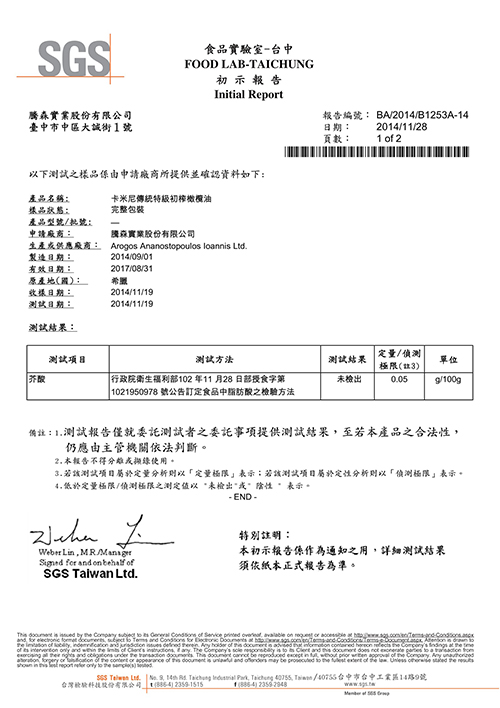 SGS
食品實驗室-台中
FOOD LAB-TAICHUNG
初示報告
Initial Report
騰森實業股份有限公司
臺中市中區大誠街1號
報告編號： BA/2014/B1253A-14
日期： 2014/11/28
頁數： 1 of 2
以下測試之樣品係由申請廠商所提供並確認資料如下:
產品名稱： 卡米尼傳統特級初榨橄欖油
樣品狀態： 完整包裝
產品型號/批號： —
申請廠商： 騰森實業股份有限公司
生產或供應廠商： Arogos Ananostopoulos Ioannis Ltd.
製造日期： 2014/09/01
有效日期： 2017/08/31
原產地(國)： 希臘
收樣日期： 2014/11/19
測試日期： 2014/11/19
測試結果：
測試項目 測試方法 測試結果 定量/偵測極限(註3) 單位
芥酸 行政院衛生福利部102 年11 月28 日部授食字第1021950978 號公告訂定食品中脂肪酸之檢驗方法 未檢出 0.05 g/100g
備註：1.測試報告僅就委託測試者之委託事項提供測試結果，至若本產品之合法性，
仍應由主管機關依法判斷。
2.本報告不得分離或擷錄使用。
3.若該測試項目屬於定量分析則以「定量極限」表示；若該測試項目屬於定性分析則以「偵測極限」表示。
4.低於定量極限/偵測極限之測定值以 "未檢出"或" 陰性 " 表示。
- END -
Weber Lin , M.R./Manager
Signed for and on behalf of
SGS Taiwan Ltd.
特別註明：
本初示報告係作為通知之用，詳細測試結果
須依紙本正式報告為準。
This document is issued by the Company subject to its General Conditions of Service printed overleaf, available on request or accessible at http://www.sgs.com/en/Terms-and-Conditions.aspx
and, for electronic format documents, subject to Terms and Conditions for Electronic Documents at http://www.sgs.com/en/Terms-and-Conditions/Terms-e-Document.aspx. Attention is drawn to
the limitation of liability, indemnification and jurisdiction issues defined therein. Any holder of this document is advised that information contained hereon reflects the Company's findings at the time
of its intervention only and within the limits of Client's instructions, if any. The Company's sole responsibility is to its Client and this document does not exonerate parties to a transaction from
exercising all their rights and obligations under the transaction documents. This document cannot be reproduced except in full, without prior written approval of the Company. Any unauthorized
alteration, forgery or falsification of the content or appearance of this document is unlawful and offenders may be prosecuted to the fullest extent of the law. Unless otherwise stated the results
shown in this test report refer only to the sample(s) tested.
SGS Taiwan Ltd. No. 9, 14th Rd. Taichung Industrial Park, Taichung 40755, Taiwan /40755台中市台中工業區14路9號
台灣檢驗科技股份有限公司 t (886-4) 2359-1515 f (886-4) 2359-2948 www.sgs.tw
Member of SGS Group